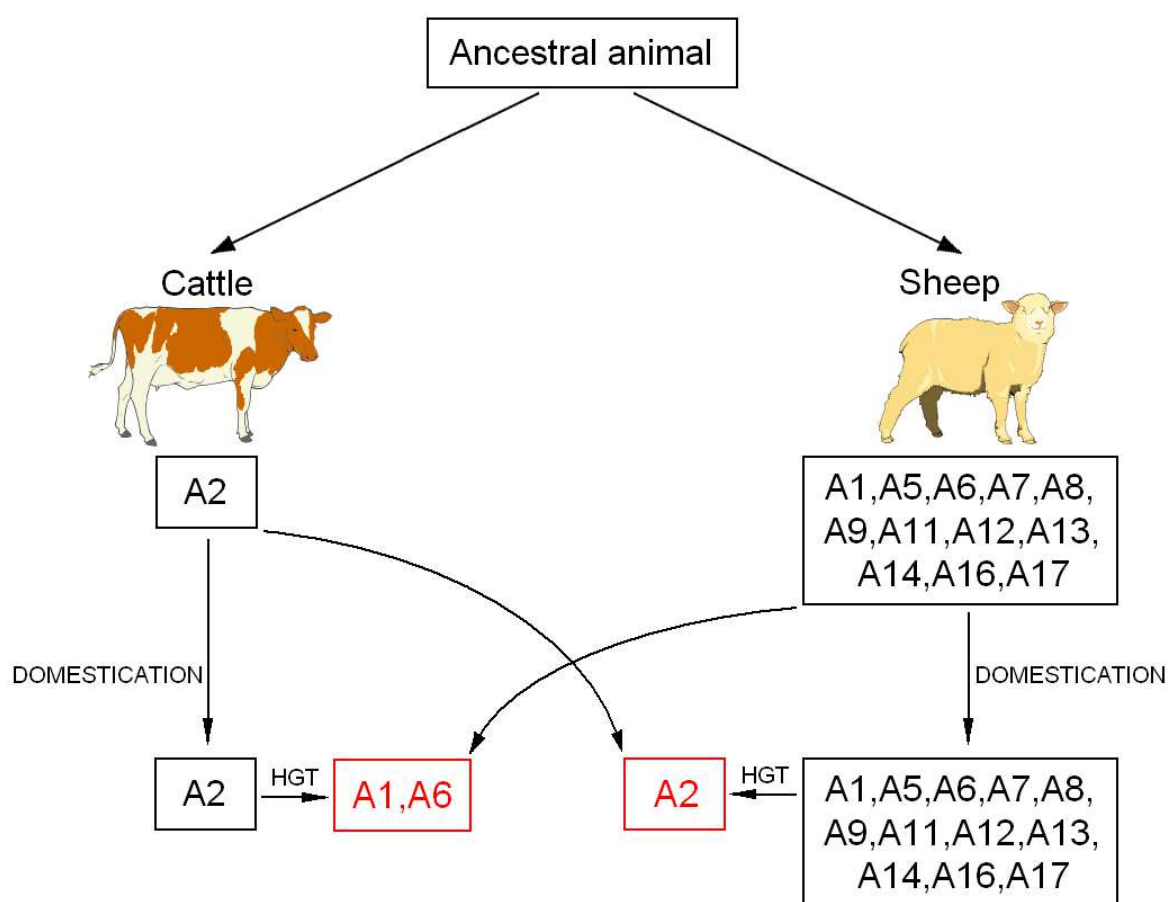 Ancestral animal
Cattle
Sheep
A2
A1,A5,A6,A7,A8,
A9,A11,A12,A13,
A14,A16,A17
DOMESTICATION
DOMESTICATION
A2
HGT
A1,A6
A2
HGT
A1,A5,A6,A7,A8,
A9,A11,A12,A13,
A14,A16,A17